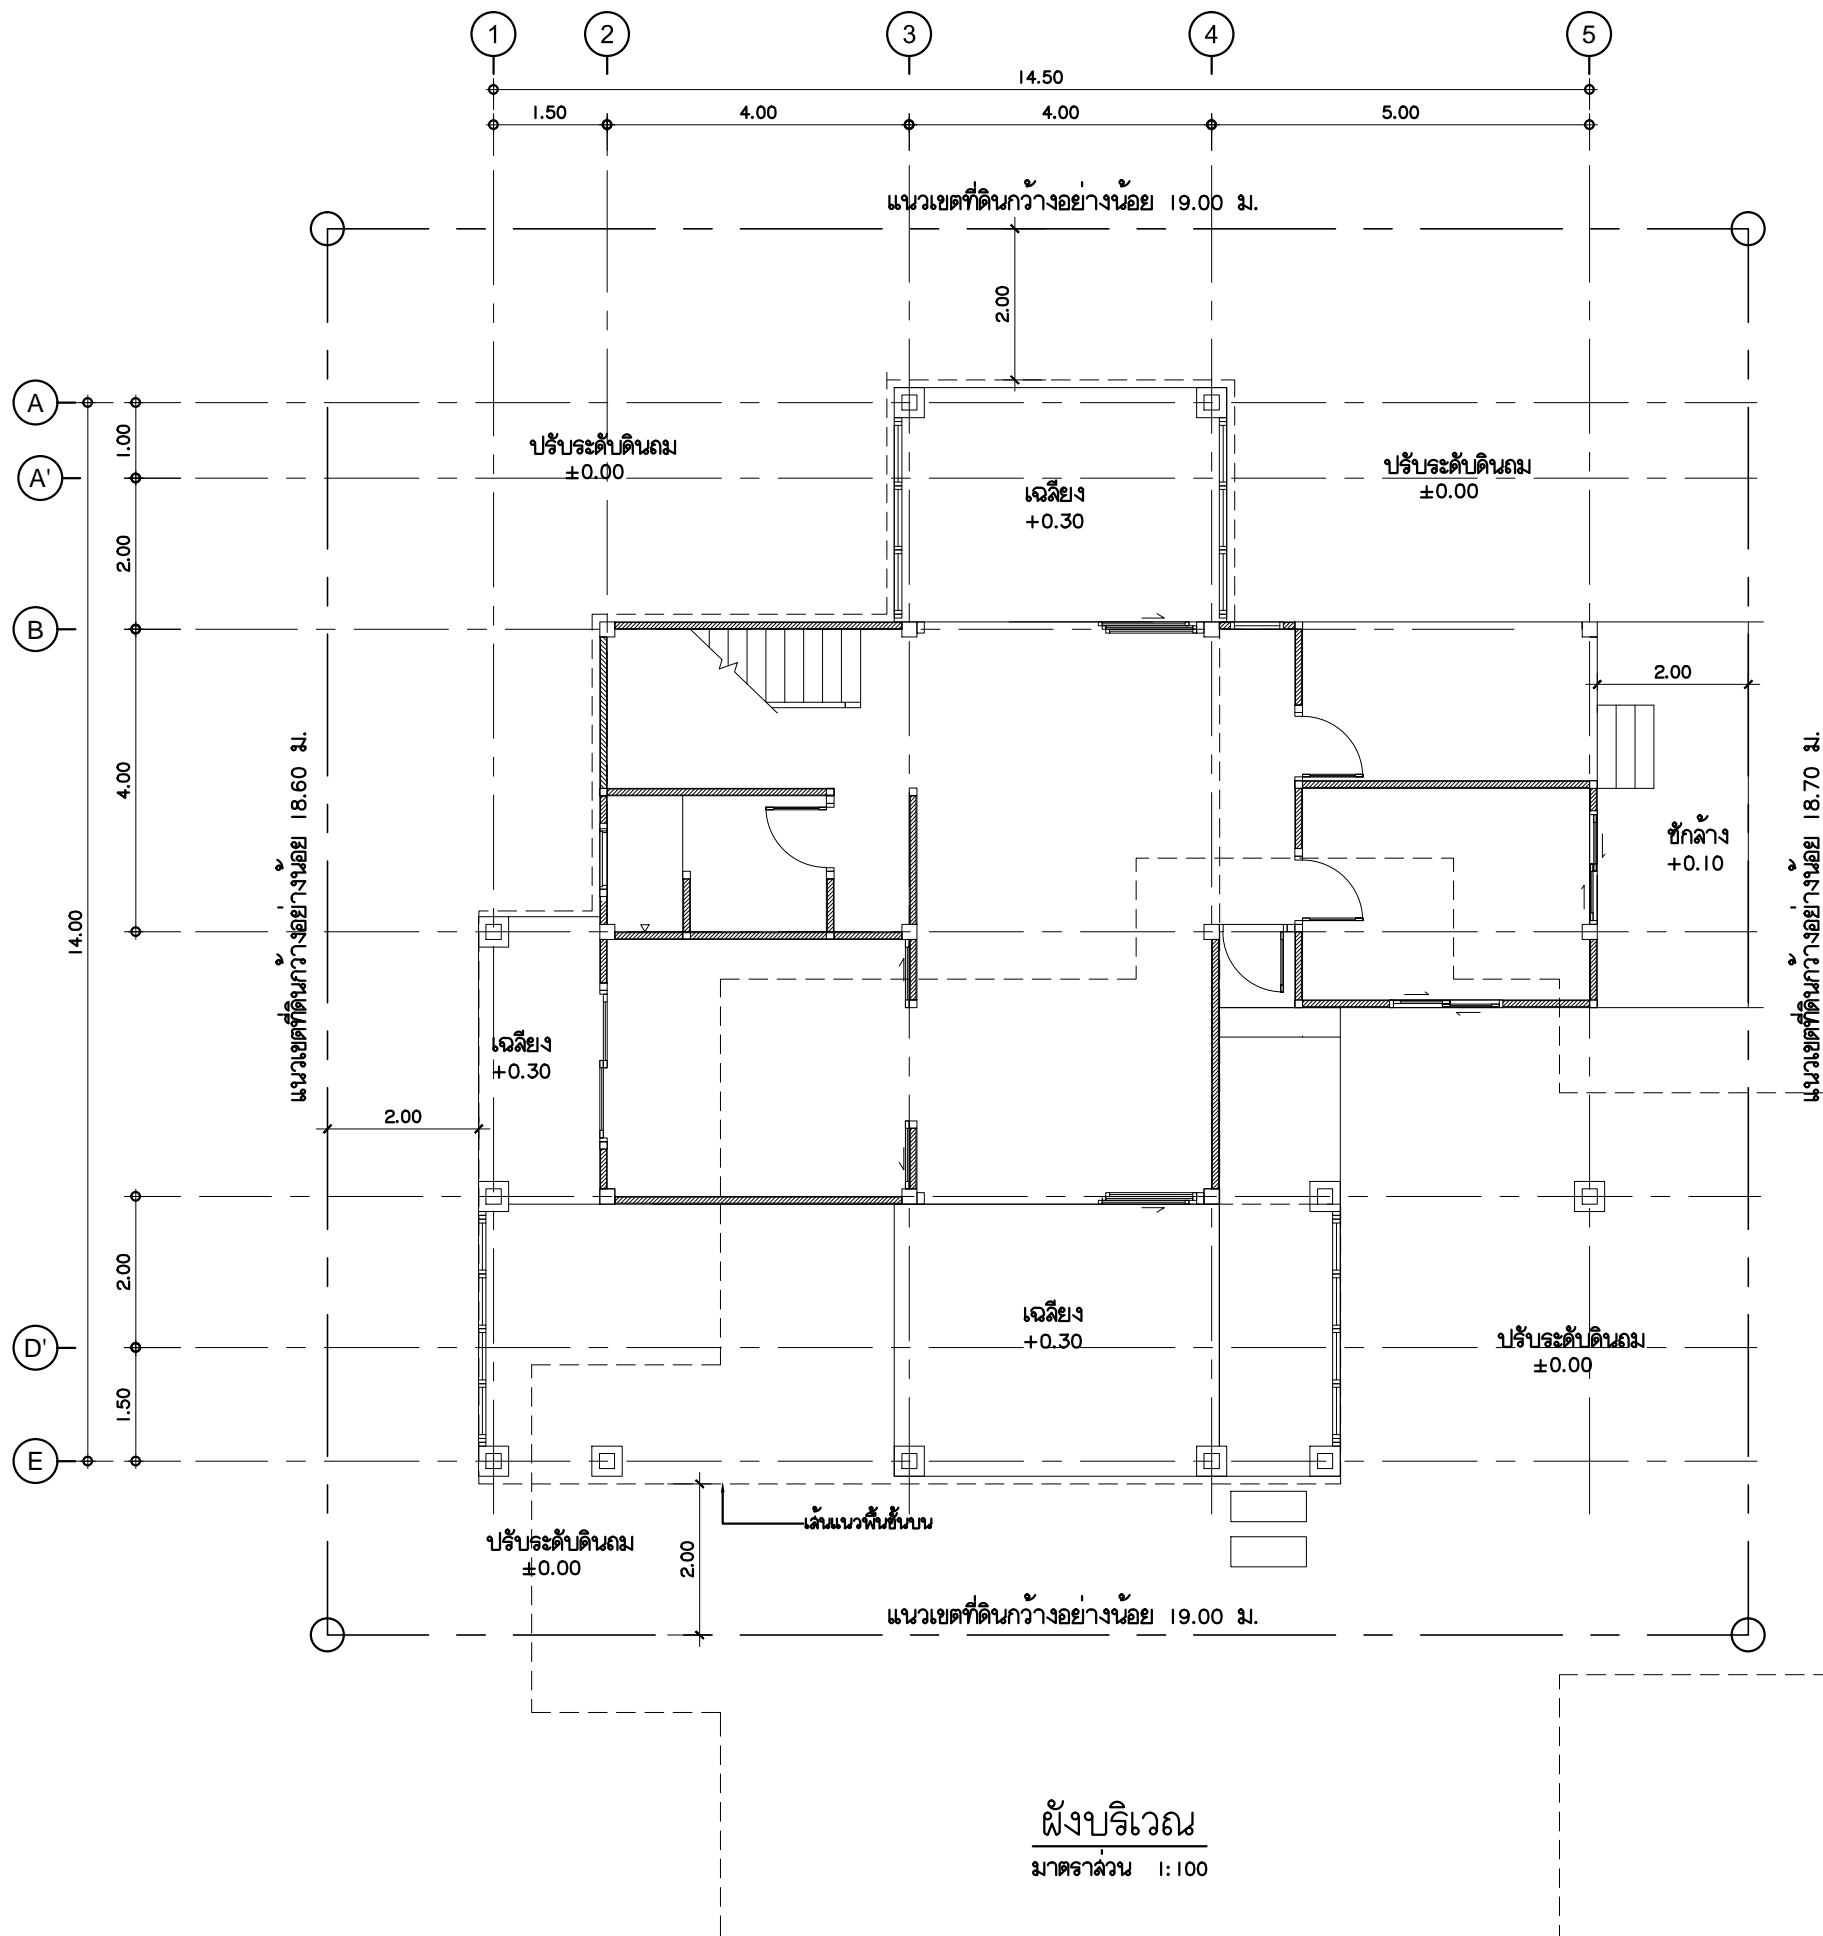 1 2 3 4 5
14.50
1.50 4.00 4.00 5.00
แนวเขตที่ดินกว้างอย่างน้อย 19.00 ม.
2.00
A
1.00
ปรับระดับดินถม
±0.00
A'
ปรับระดับดินถม
±0.00
เฉลียง
+0.30
2.00
B
2.00
4.00
แนวเขตที่ดินกว้างอย่างน้อย 18.60 ม.
แนวเขตที่ดินกว้างอย่างน้อย 18.70 ม.
ซักล้าง
+0.10
14.00
เฉลียง
+0.30
2.00
2.00
เฉลียง
+0.30
D'
ปรับระดับดินถม
±0.00
1.50
E
เส้นแนวพื้นชั้นบน
ปรับระดับดินถม
±0.00
2.00
แนวเขตที่ดินกว้างอย่างน้อย 19.00 ม.
ผังบริเวณ
มาตราส่วน 1:100